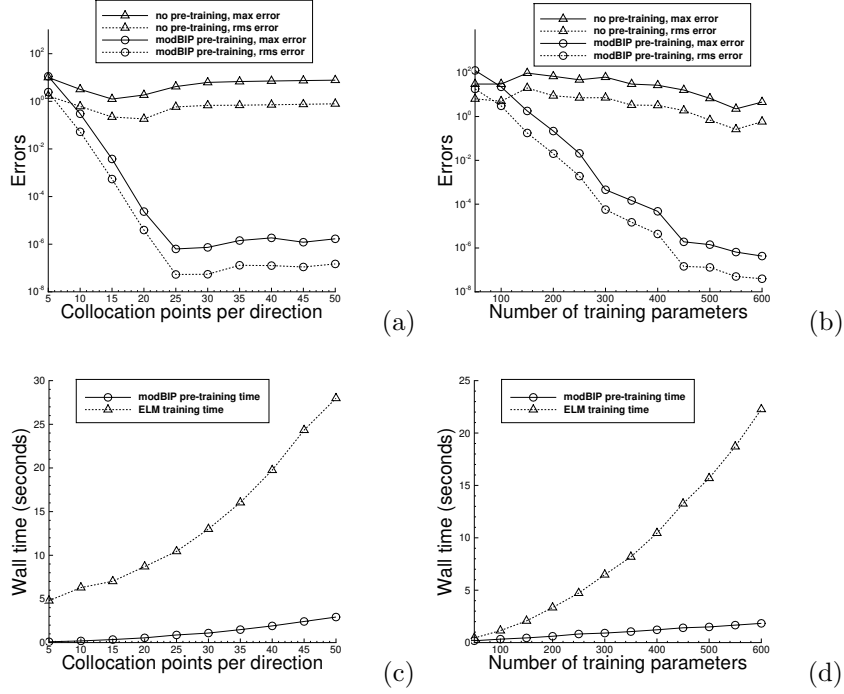 no pre-training, max error
no pre-training, rms error
modBIP pre-training, max error
modBIP pre-training, rms error
Errors
10^2
10^0
10^-2
10^-4
10^-6
10^-8
5 10 15 20 25 30 35 40 45 50
Collocation points per direction
(a)
no pre-training, max error
no pre-training, rms error
modBIP pre-training, max error
modBIP pre-training, rms error
Errors
10^2
10^0
10^-2
10^-4
10^-6
10^-8
100 200 300 400 500 600
Number of training parameters
(b)
modBIP pre-training time
ELM training time
Wall time (seconds)
30
25
20
15
10
5
0
5 10 15 20 25 30 35 40 45 50
Collocation points per direction
(c)
modBIP pre-training time
ELM training time
Wall time (seconds)
25
20
15
10
5
0
100 200 300 400 500 600
Number of training parameters
(d)